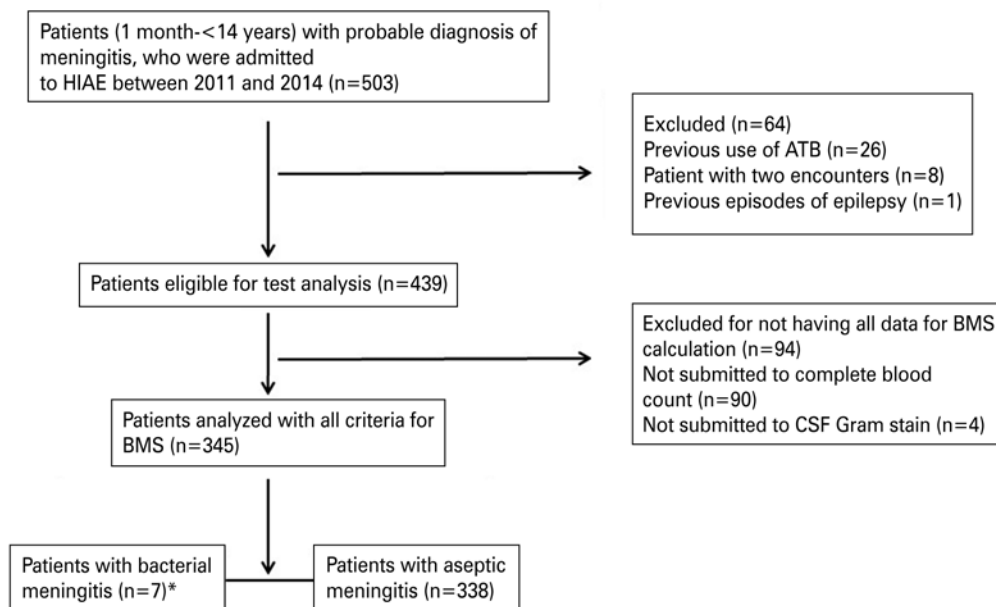 Patients (1 month-<14 years) with probable diagnosis of
meningitis, who were admitted
to HIAE between 2011 and 2014 (n=503)
Excluded (n=64)
Previous use of ATB (n=26)
Patient with two encounters (n=8)
Previous episodes of epilepsy (n=1)
Patients eligible for test analysis (n=439)
Excluded for not having all data for BMS
calculation (n=94)
Not submitted to complete blood
count (n=90)
Not submitted to CSF Gram stain (n=4)
Patients analyzed with all criteria for
BMS (n=345)
Patients with bacterial
meningitis (n=7)*
Patients with aseptic
meningitis (n=338)